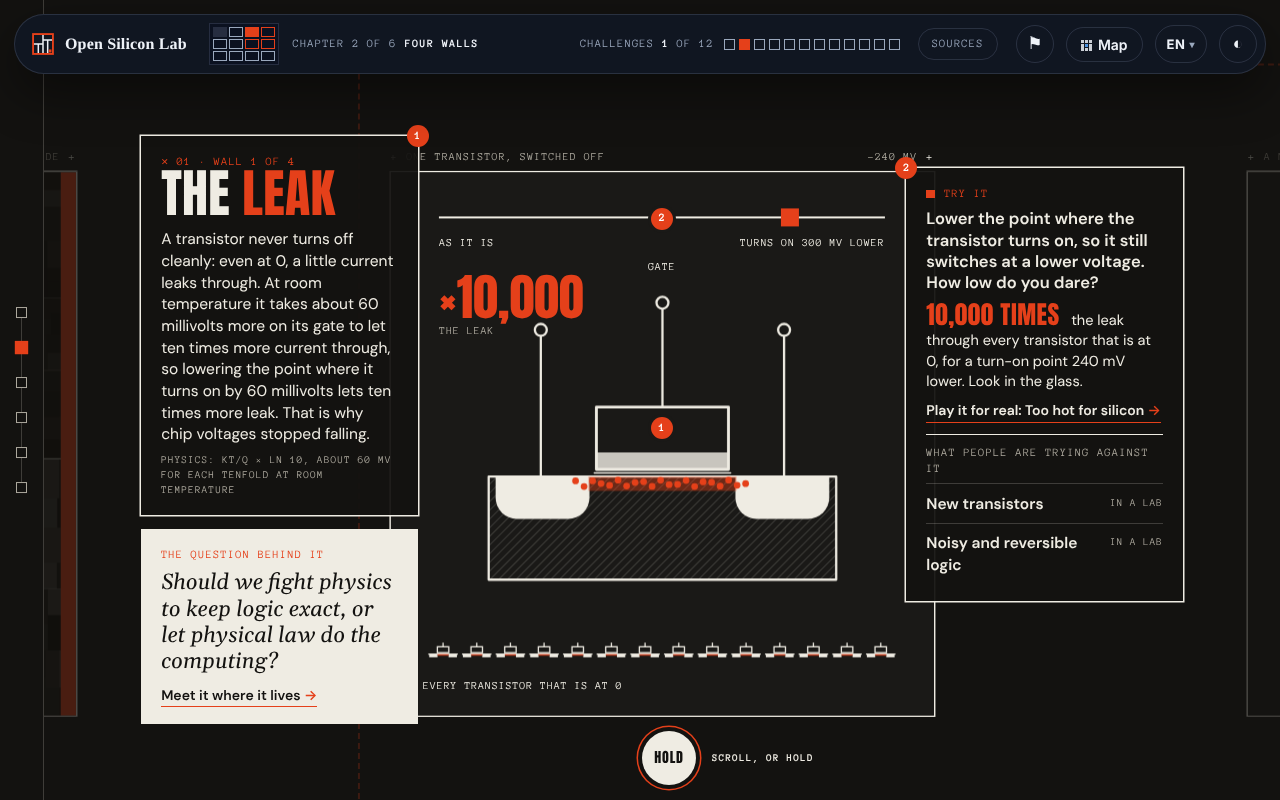 Open Silicon Lab
CHAPTER 2 OF 6 FOUR WALLS
CHALLENGES 1 OF 12
SOURCES
Map
EN
DE +
1
× 01 · WALL 1 OF 4
THE LEAK
A transistor never turns off
cleanly: even at 0, a little current
leaks through. At room
temperature it takes about 60
millivolts more on its gate to let
ten times more current through,
so lowering the point where it
turns on by 60 millivolts lets ten
times more leak. That is why
chip voltages stopped falling.
PHYSICS: KT/Q × LN 10, ABOUT 60 MV
FOR EACH TENFOLD AT ROOM
TEMPERATURE
THE QUESTION BEHIND IT
Should we fight physics
to keep logic exact, or
let physical law do the
computing?
Meet it where it lives →
E TRANSISTOR, SWITCHED OFF
−240 MV +
2
AS IT IS
TURNS ON 300 MV LOWER
GATE
×10,000
THE LEAK
1
EVERY TRANSISTOR THAT IS AT 0
HOLD
SCROLL, OR HOLD
2
TRY IT
Lower the point where the
transistor turns on, so it still
switches at a lower voltage.
How low do you dare?
10,000 TIMES the leak
through every transistor that is at
0, for a turn-on point 240 mV
lower. Look in the glass.
Play it for real: Too hot for silicon →
WHAT PEOPLE ARE TRYING AGAINST
IT
New transistors IN A LAB
Noisy and reversible IN A LAB
logic
+ A